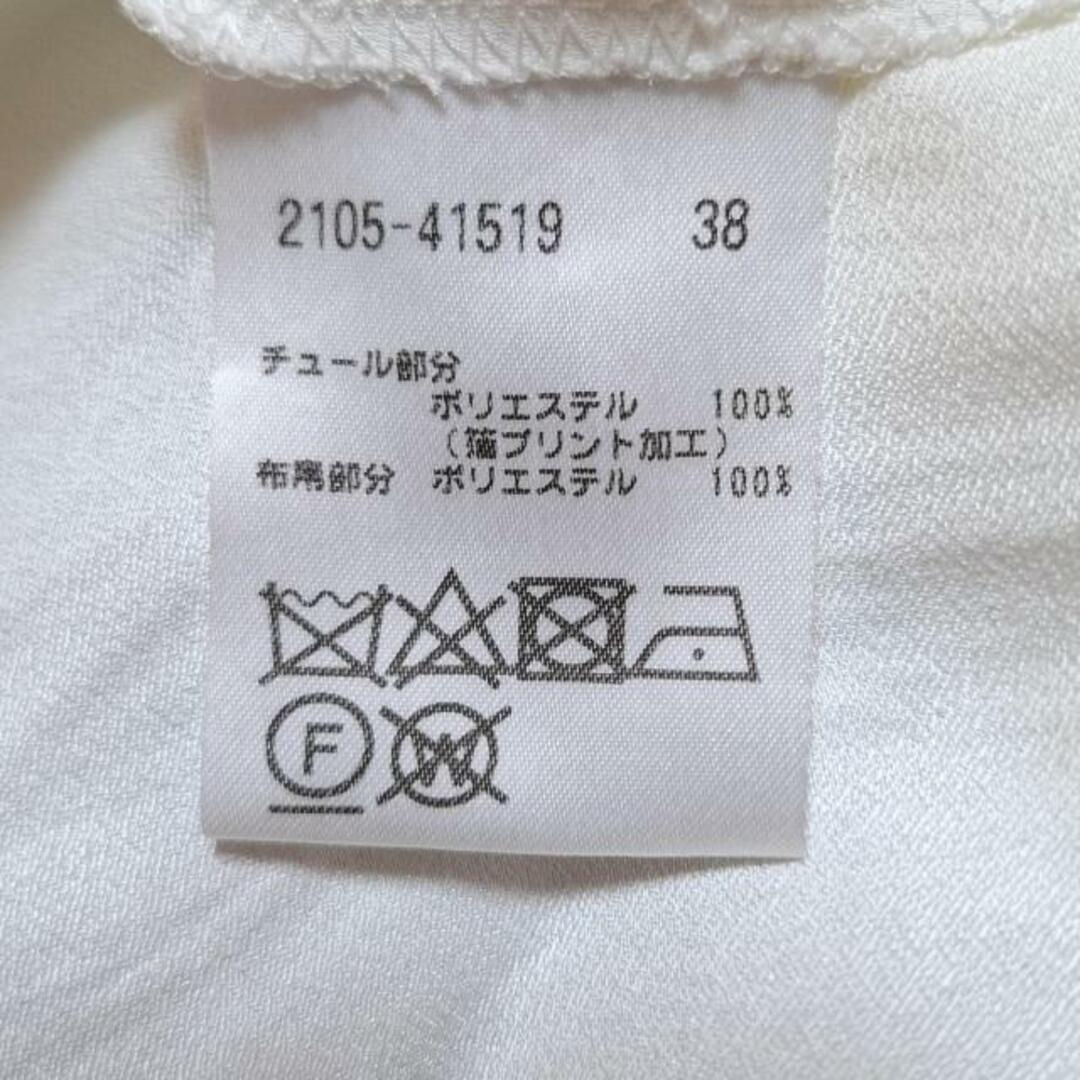 2105-41519 38
チュール部分
ポリエステル 100%
プリント加工)
布帛部分 ポリエステル 100%
F
W